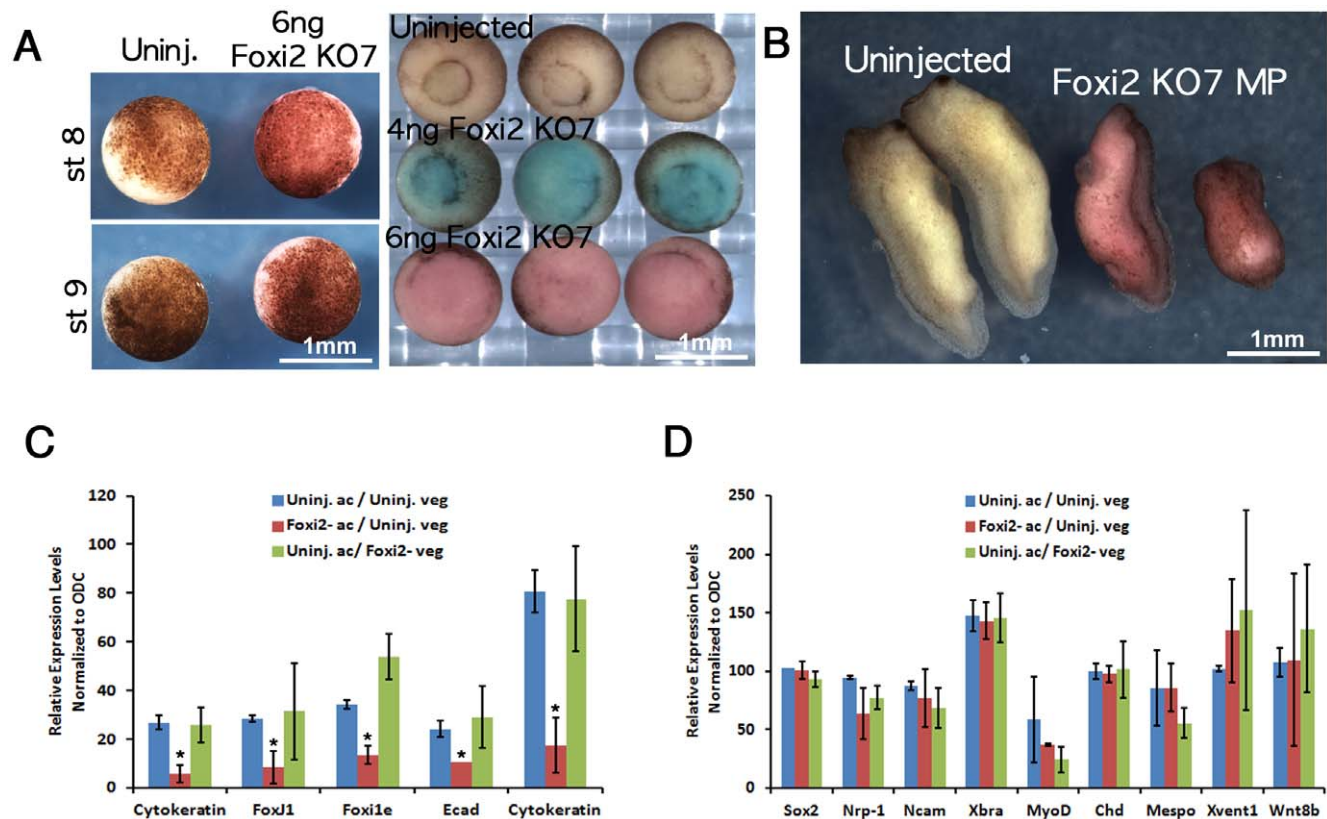 A
Uninj.
6ng
Foxi2 KO7
st 8
st 9
1mm
Uninjected
4ng Foxi2 KO7
6ng Foxi2 KO7
1mm
B
Uninjected
Foxi2 KO7 MP
1mm
C
Relative Expression Levels
Normalized to ODC
120
100
80
60
40
20
0
Uninj. ac / Uninj. veg
Foxi2- ac / Uninj. veg
Uninj. ac/ Foxi2- veg
* * * * *
Cytokeratin FoxJ1 Foxi1e Ecad Cytokeratin
D
Relative Expression Levels
Normalized to ODC
250
200
150
100
50
0
Uninj. ac / Uninj. veg
Foxi2- ac / Uninj. veg
Uninj. ac/ Foxi2- veg
Sox2 Nrp-1 Ncam Xbra MyoD Chd Mespo Xvent1 Wnt8b